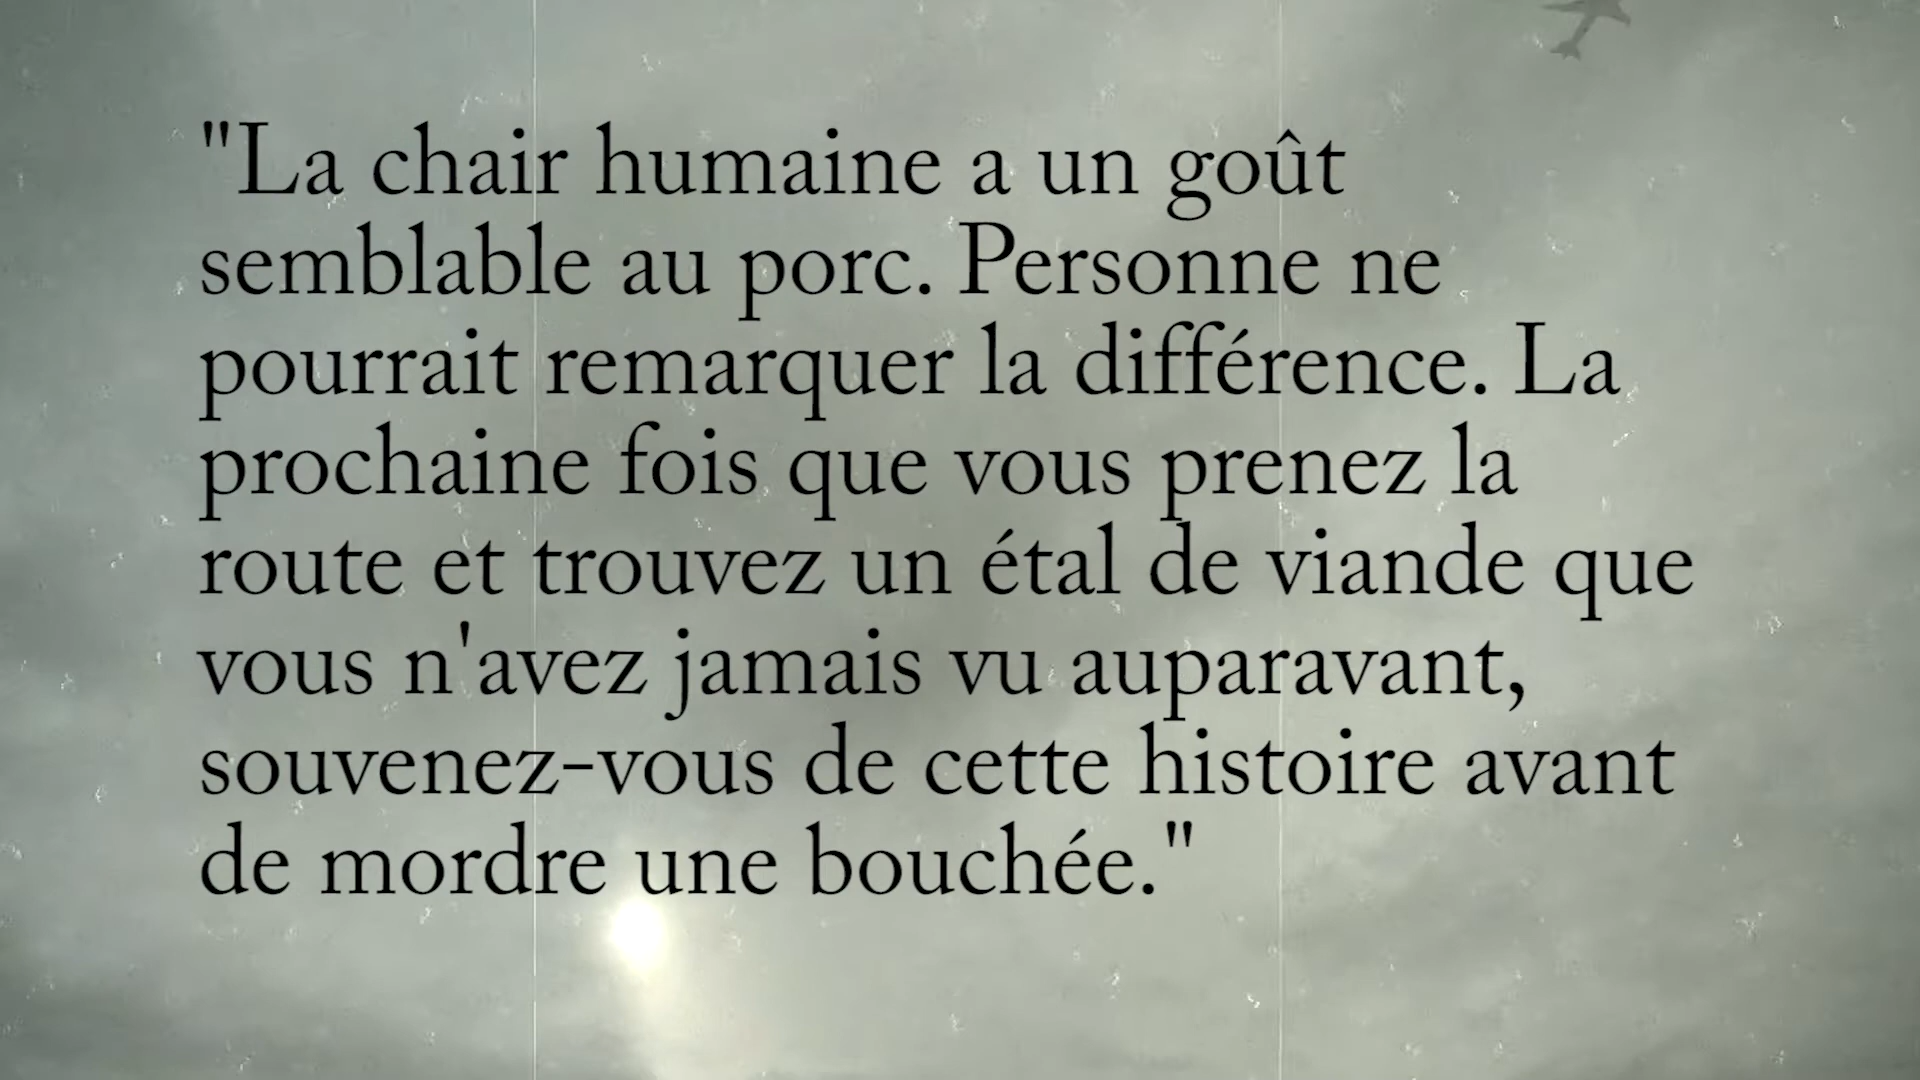 "La chair humaine a un goût
semblable au porc. Personne ne
pourrait remarquer la différence. La
prochaine fois que vous prenez la
route et trouvez un étal de viande que
vous n'avez jamais vu auparavant,
souvenez-vous de cette histoire avant
de mordre une bouchée."